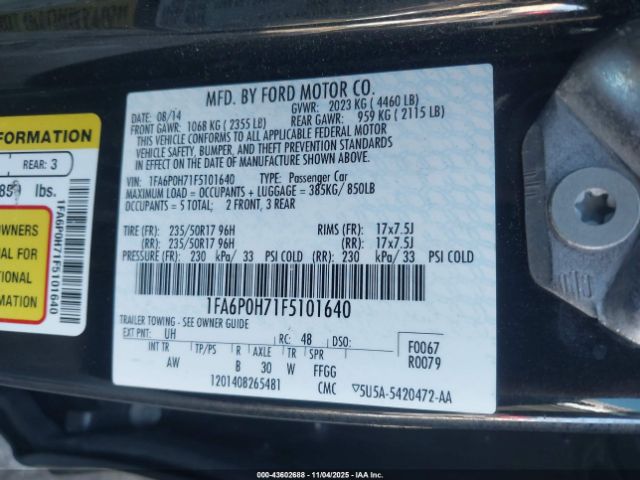 MFD. BY FORD MOTOR CO.
DATE: 08/14 GVWR: 2023 KG ( 4460 LB)
FRONT GAWR: 1068 KG ( 2355 LB) REAR GAWR: 959 KG ( 2115 LB)
THIS VEHICLE CONFORMS TO ALL APPLICABLE FEDERAL MOTOR
VEHICLE SAFETY, BUMPER, AND THEFT PREVENTION STANDARDS
IN EFFECT ON THE DATE OF MANUFACTURE SHOWN ABOVE.
VIN: 1FA6P0H71F5101640 TYPE: Passenger Car
MAXIMUM LOAD = OCCUPANTS + LUGGAGE = 385KG/ 850LB
OCCUPANTS = 5 TOTAL; 2 FRONT, 3 REAR
TIRE (FR): 235/50R17 96H RIMS (FR): 17x7.5J
(RR): 235/50R17 96H (RR): 17x7.5J
PRESSURE (FR): 230 kPa/ 33 PSI COLD (RR): 230 kPa/ 33 PSI COLD
1FA6P0H71F5101640
TRAILER TOWING - SEE OWNER GUIDE
EXT PNT: UH RC: 48 DSO: F0067
INT TR TP/PS R AXLE TR SPR R0079
AW B 30 W FFGG
1201408265481 CMC 5U5A-5420472-AA
FORMATION
REAR: 3
lbs.
OWNERS
UAL FOR
TIONAL
RMATION
1FA6P0H71F5101640
000-43602688 - 11/04/2025 - IAAI.com